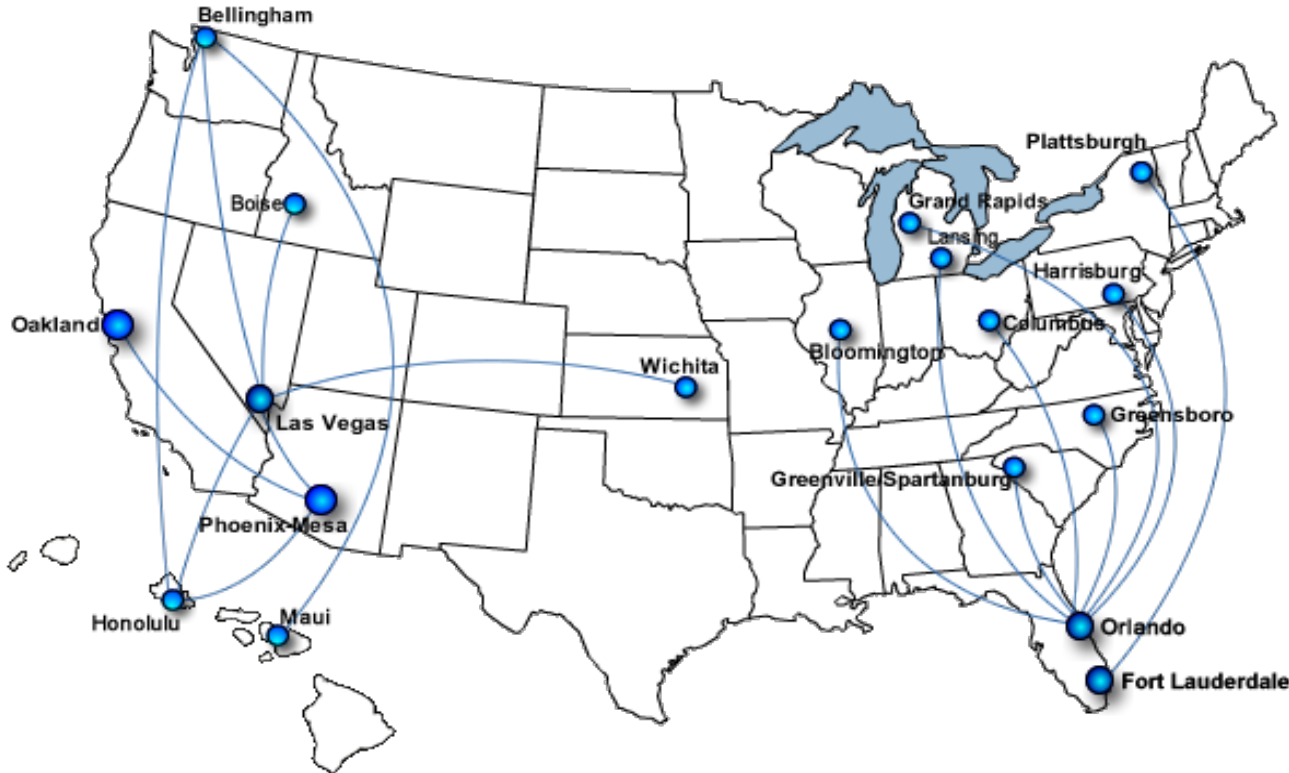 Bellingham
Plattsburgh
Boise
Grand Rapids
Lansing
Harrisburg
Oakland
Columbus
Bloomington
Wichita
Las Vegas
Greensboro
Greenville/Spartanburg
Phoenix-Mesa
Honolulu
Maui
Orlando
Fort Lauderdale